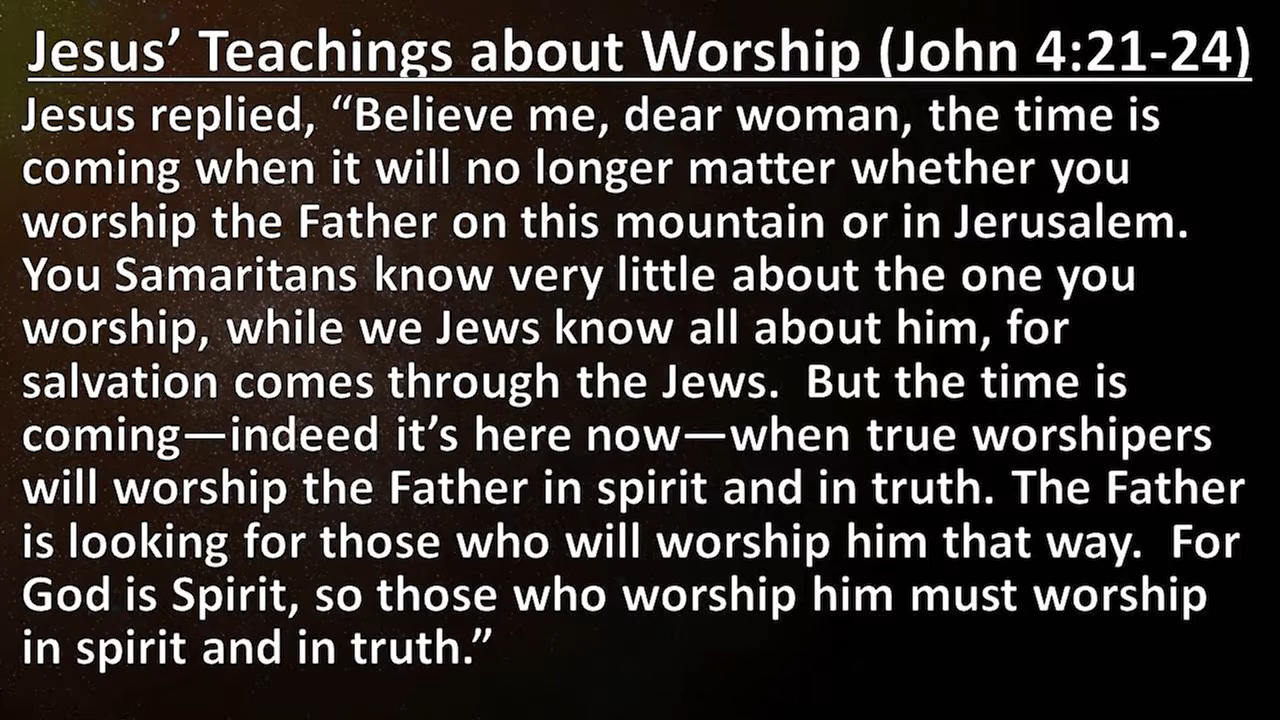 Jesus’ Teachings about Worship (John 4:21-24)
Jesus replied, “Believe me, dear woman, the time is
coming when it will no longer matter whether you
worship the Father on this mountain or in Jerusalem.
You Samaritans know very little about the one you
worship, while we Jews know all about him, for
salvation comes through the Jews.  But the time is
coming—indeed it’s here now—when true worshipers
will worship the Father in spirit and in truth. The Father
is looking for those who will worship him that way.  For
God is Spirit, so those who worship him must worship
in spirit and in truth.”